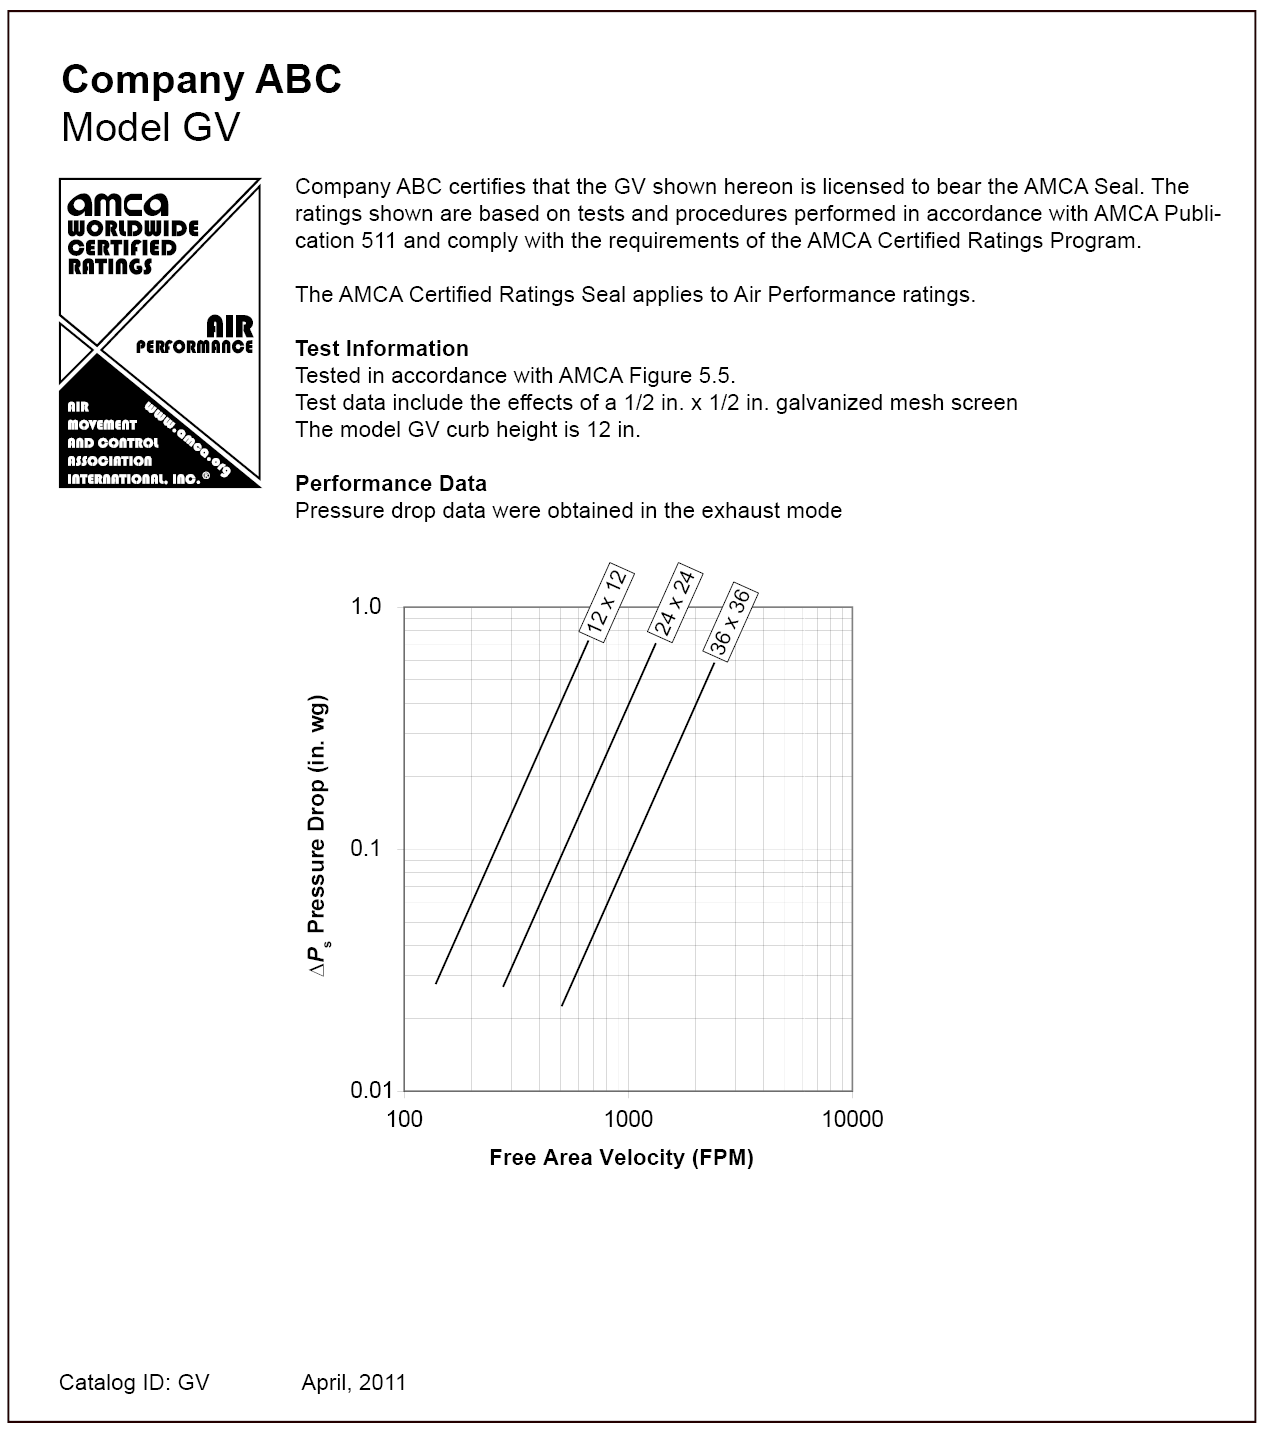 Company ABC
Model GV
amca
WORLDWIDE
CERTIFIED
RATINGS
AIR
PERFORMANCE
AIR
MOVEMENT
AND CONTROL
ASSOCIATION
INTERNATIONAL, INC.®
www.amca.org
Company ABC certifies that the GV shown hereon is licensed to bear the AMCA Seal. The
ratings shown are based on tests and procedures performed in accordance with AMCA Publi-
cation 511 and comply with the requirements of the AMCA Certified Ratings Program.
The AMCA Certified Ratings Seal applies to Air Performance ratings.
Test Information
Tested in accordance with AMCA Figure 5.5.
Test data include the effects of a 1/2 in. x 1/2 in. galvanized mesh screen
The model GV curb height is 12 in.
Performance Data
Pressure drop data were obtained in the exhaust mode
12 x 12
24 x 24
36 x 36
1.0
0.1
0.01
ΔPs Pressure Drop (in. wg)
100 1000 10000
Free Area Velocity (FPM)
Catalog ID: GV April, 2011